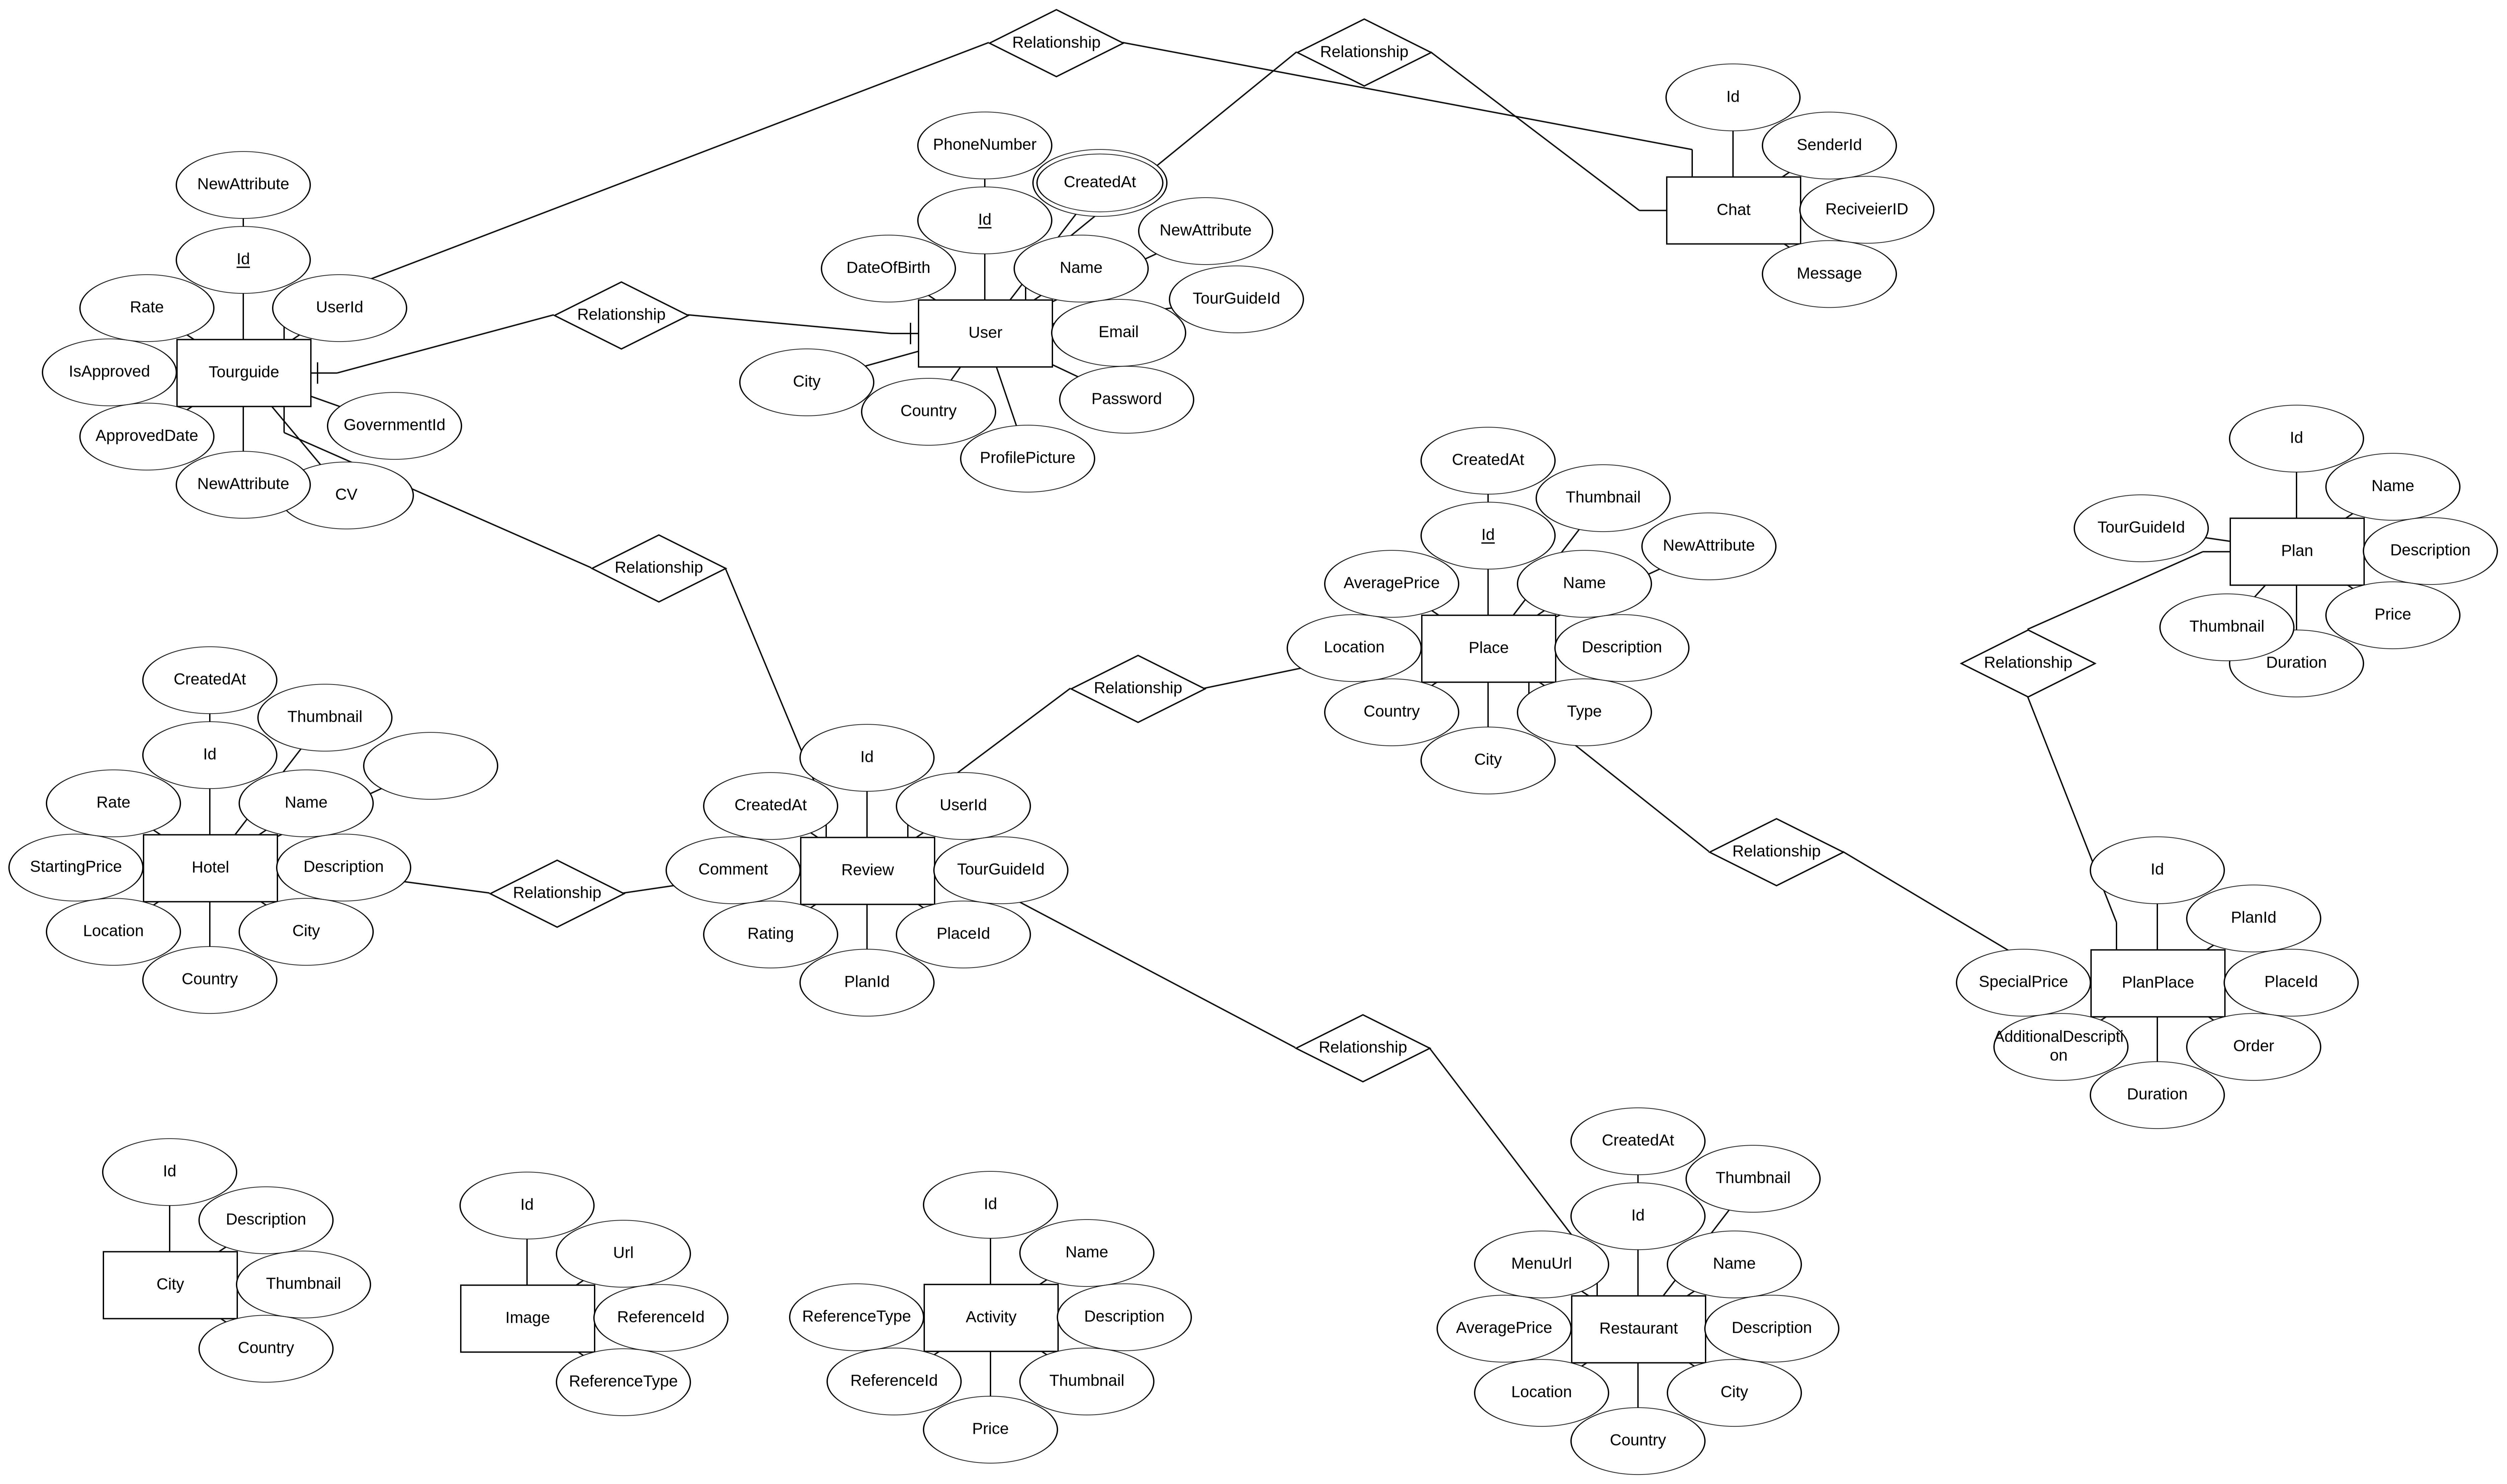 Relationship
Relationship
Id
SenderId
Chat
ReciveierID
Message
PhoneNumber
CreatedAt
Id
NewAttribute
DateOfBirth
Name
TourGuideId
User
Email
City
Country
Password
ProfilePicture
NewAttribute
Id
Rate
UserId
IsApproved
Tourguide
ApprovedDate
GovernmentId
NewAttribute
CV
Relationship
Relationship
CreatedAt
Thumbnail
Id
NewAttribute
AveragePrice
Name
Location
Place
Description
Country
Type
City
Id
Name
TourGuideId
Plan
Description
Thumbnail
Price
Duration
Relationship
Relationship
Relationship
CreatedAt
Thumbnail
Id
Rate
Name
StartingPrice
Hotel
Description
Location
City
Country
Relationship
Id
CreatedAt
UserId
Comment
Review
TourGuideId
Rating
PlaceId
PlanId
Relationship
Id
PlanId
SpecialPrice
PlanPlace
PlaceId
AdditionalDescripti
on
Order
Duration
Id
Description
City
Thumbnail
Country
Id
Url
Image
ReferenceId
ReferenceType
Id
Name
ReferenceType
Activity
Description
ReferenceId
Thumbnail
Price
CreatedAt
Thumbnail
Id
MenuUrl
Name
AveragePrice
Restaurant
Description
Location
City
Country